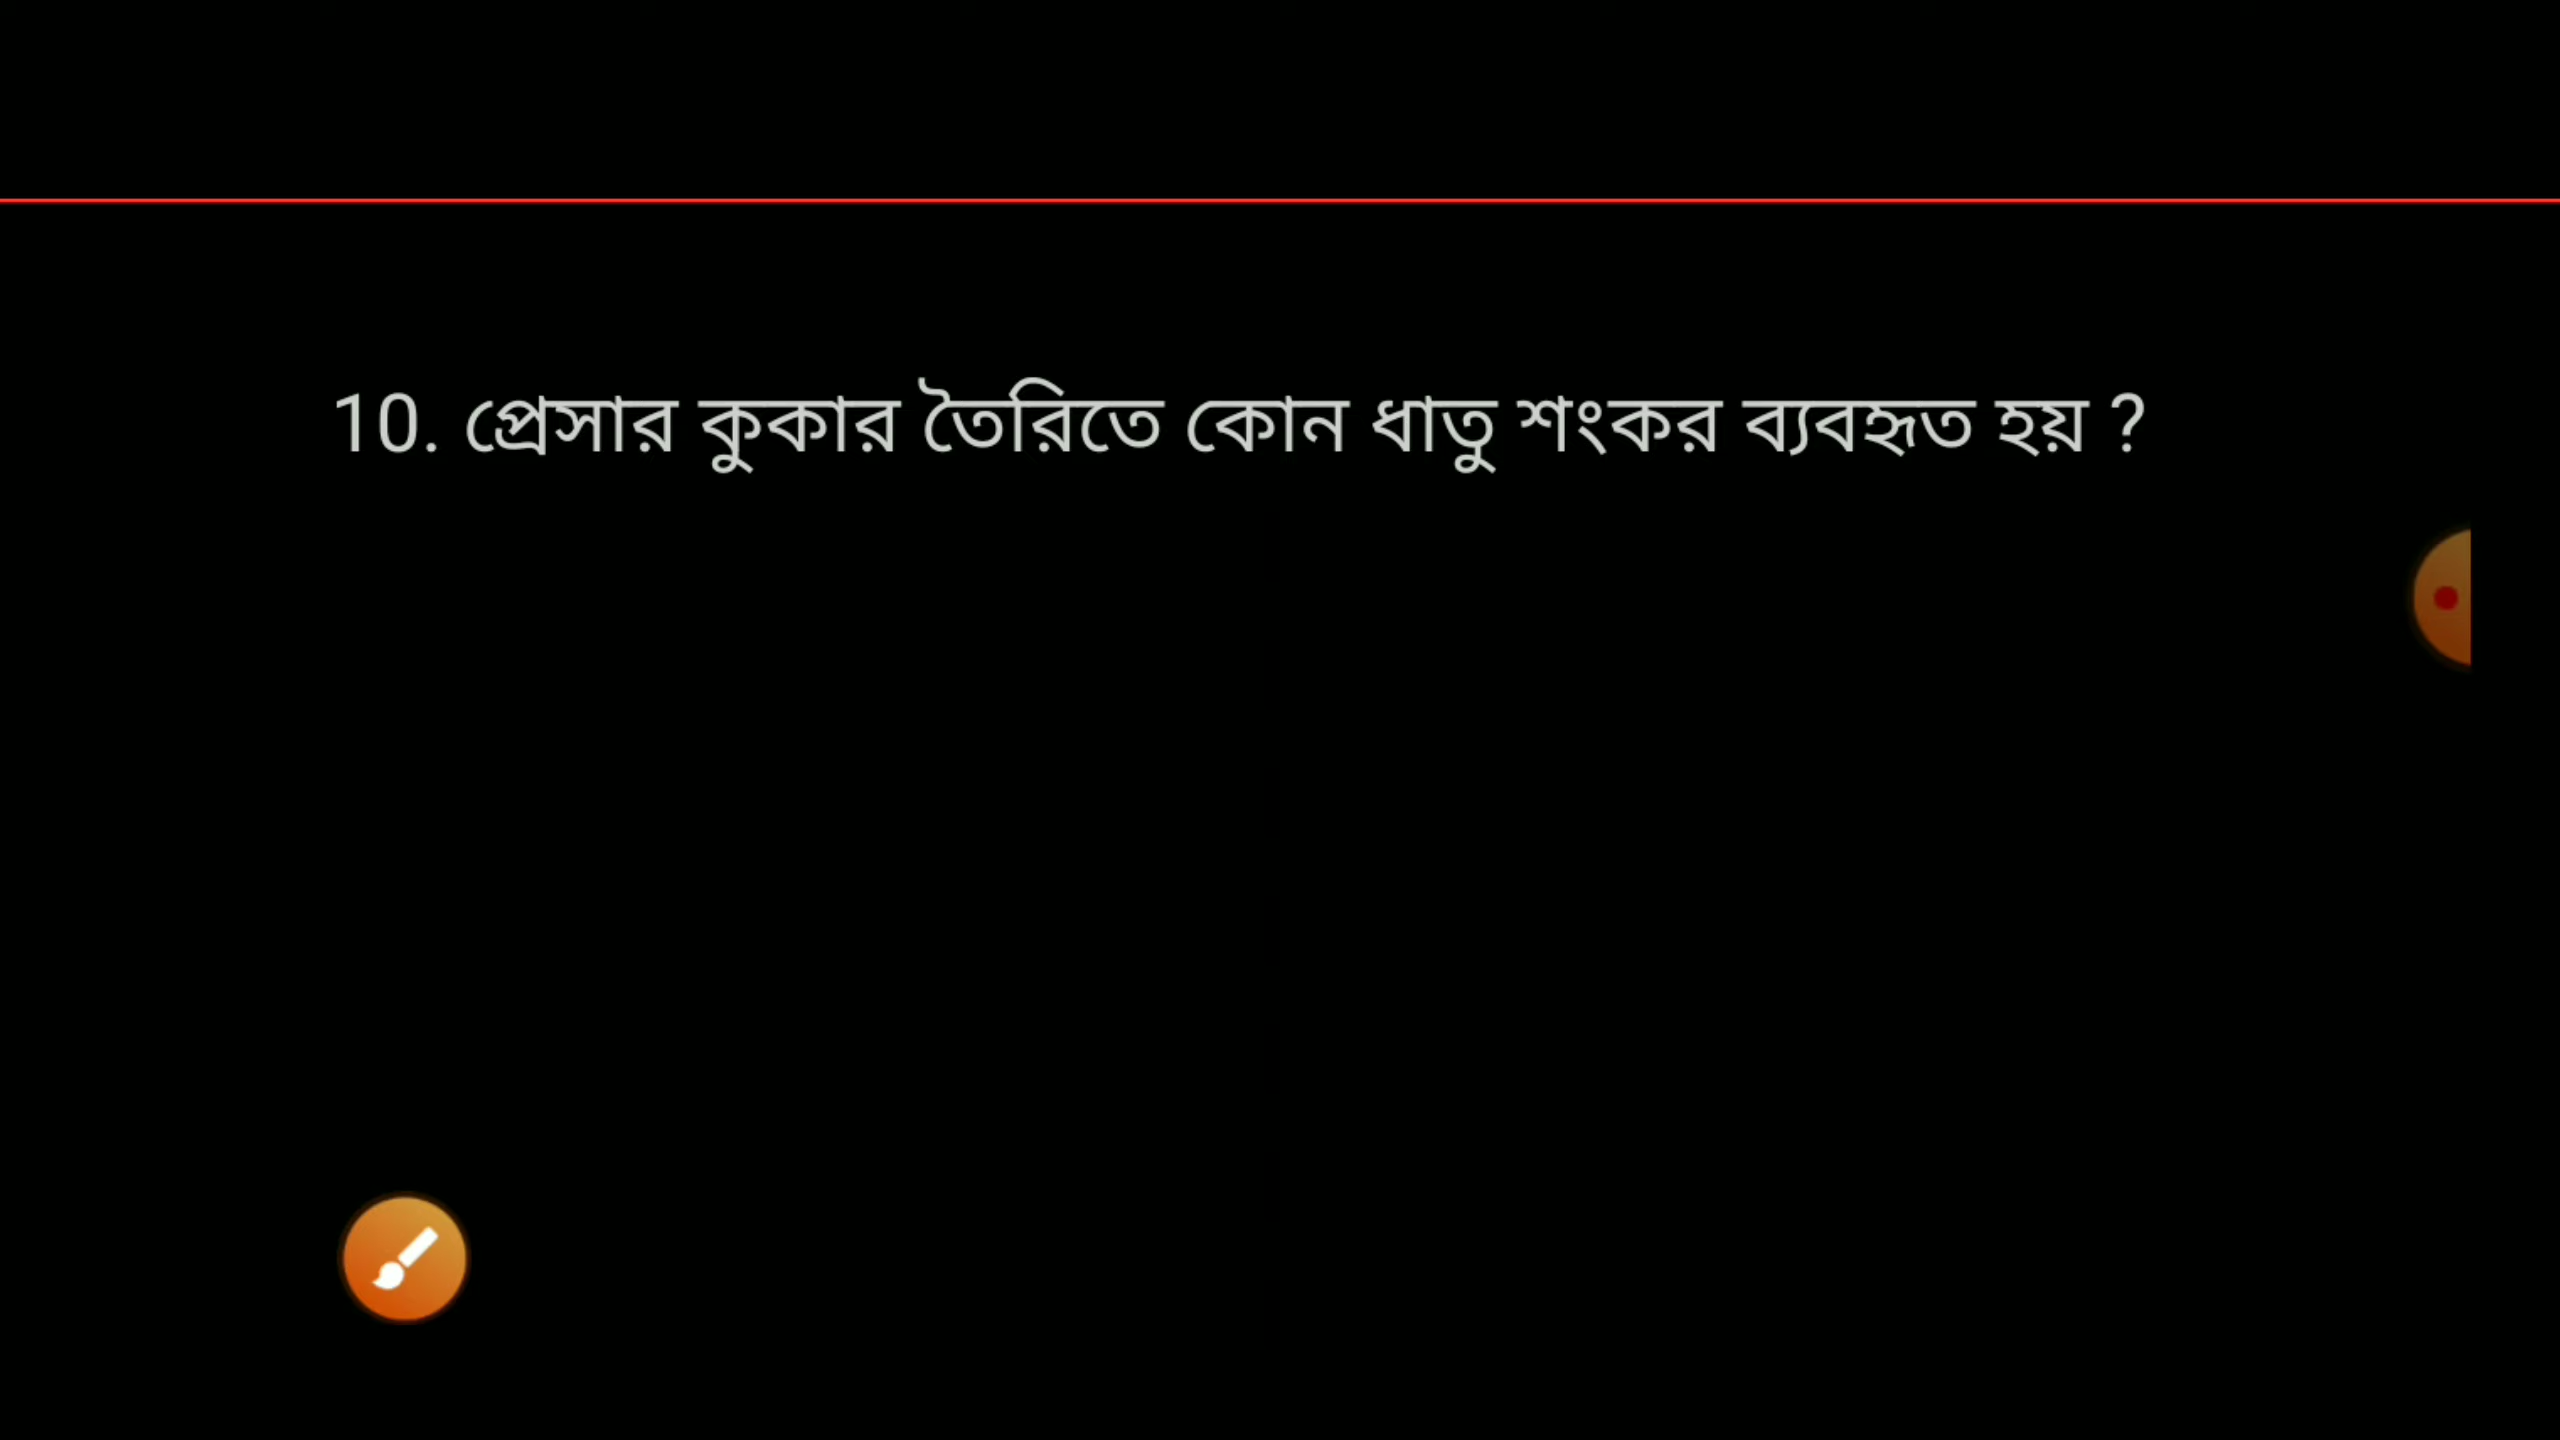 10. প্রেসার কুকার তৈরিতে কোন ধাতু শংকর ব্যবহৃত হয় ?